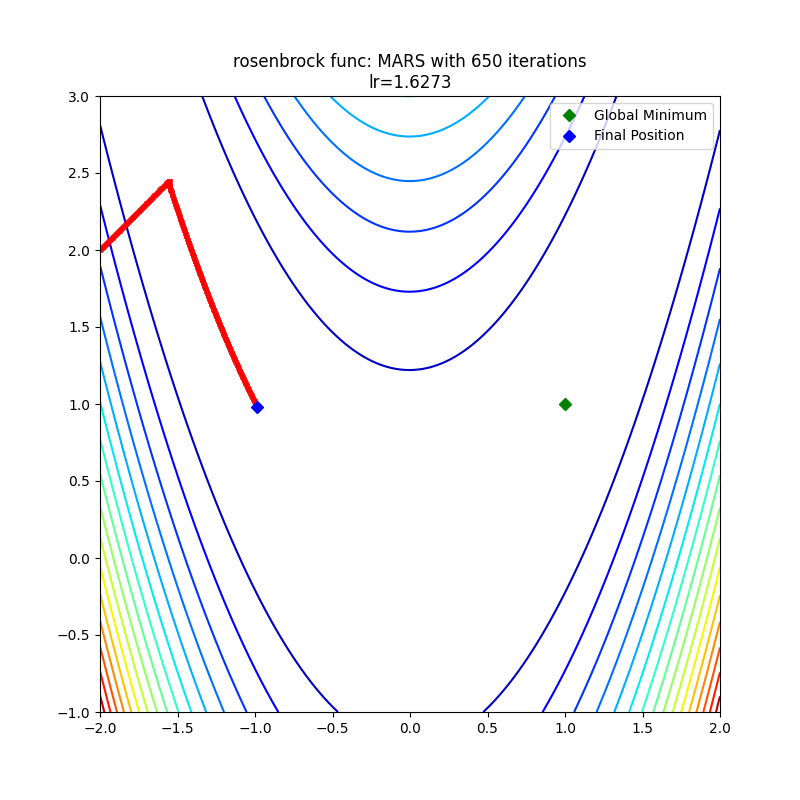 rosenbrock func: MARS with 650 iterations
lr=1.6273
Global Minimum
Final Position
3.0
2.5
2.0
1.5
1.0
0.5
0.0
−0.5
−1.0
−2.0 −1.5 −1.0 −0.5 0.0 0.5 1.0 1.5 2.0